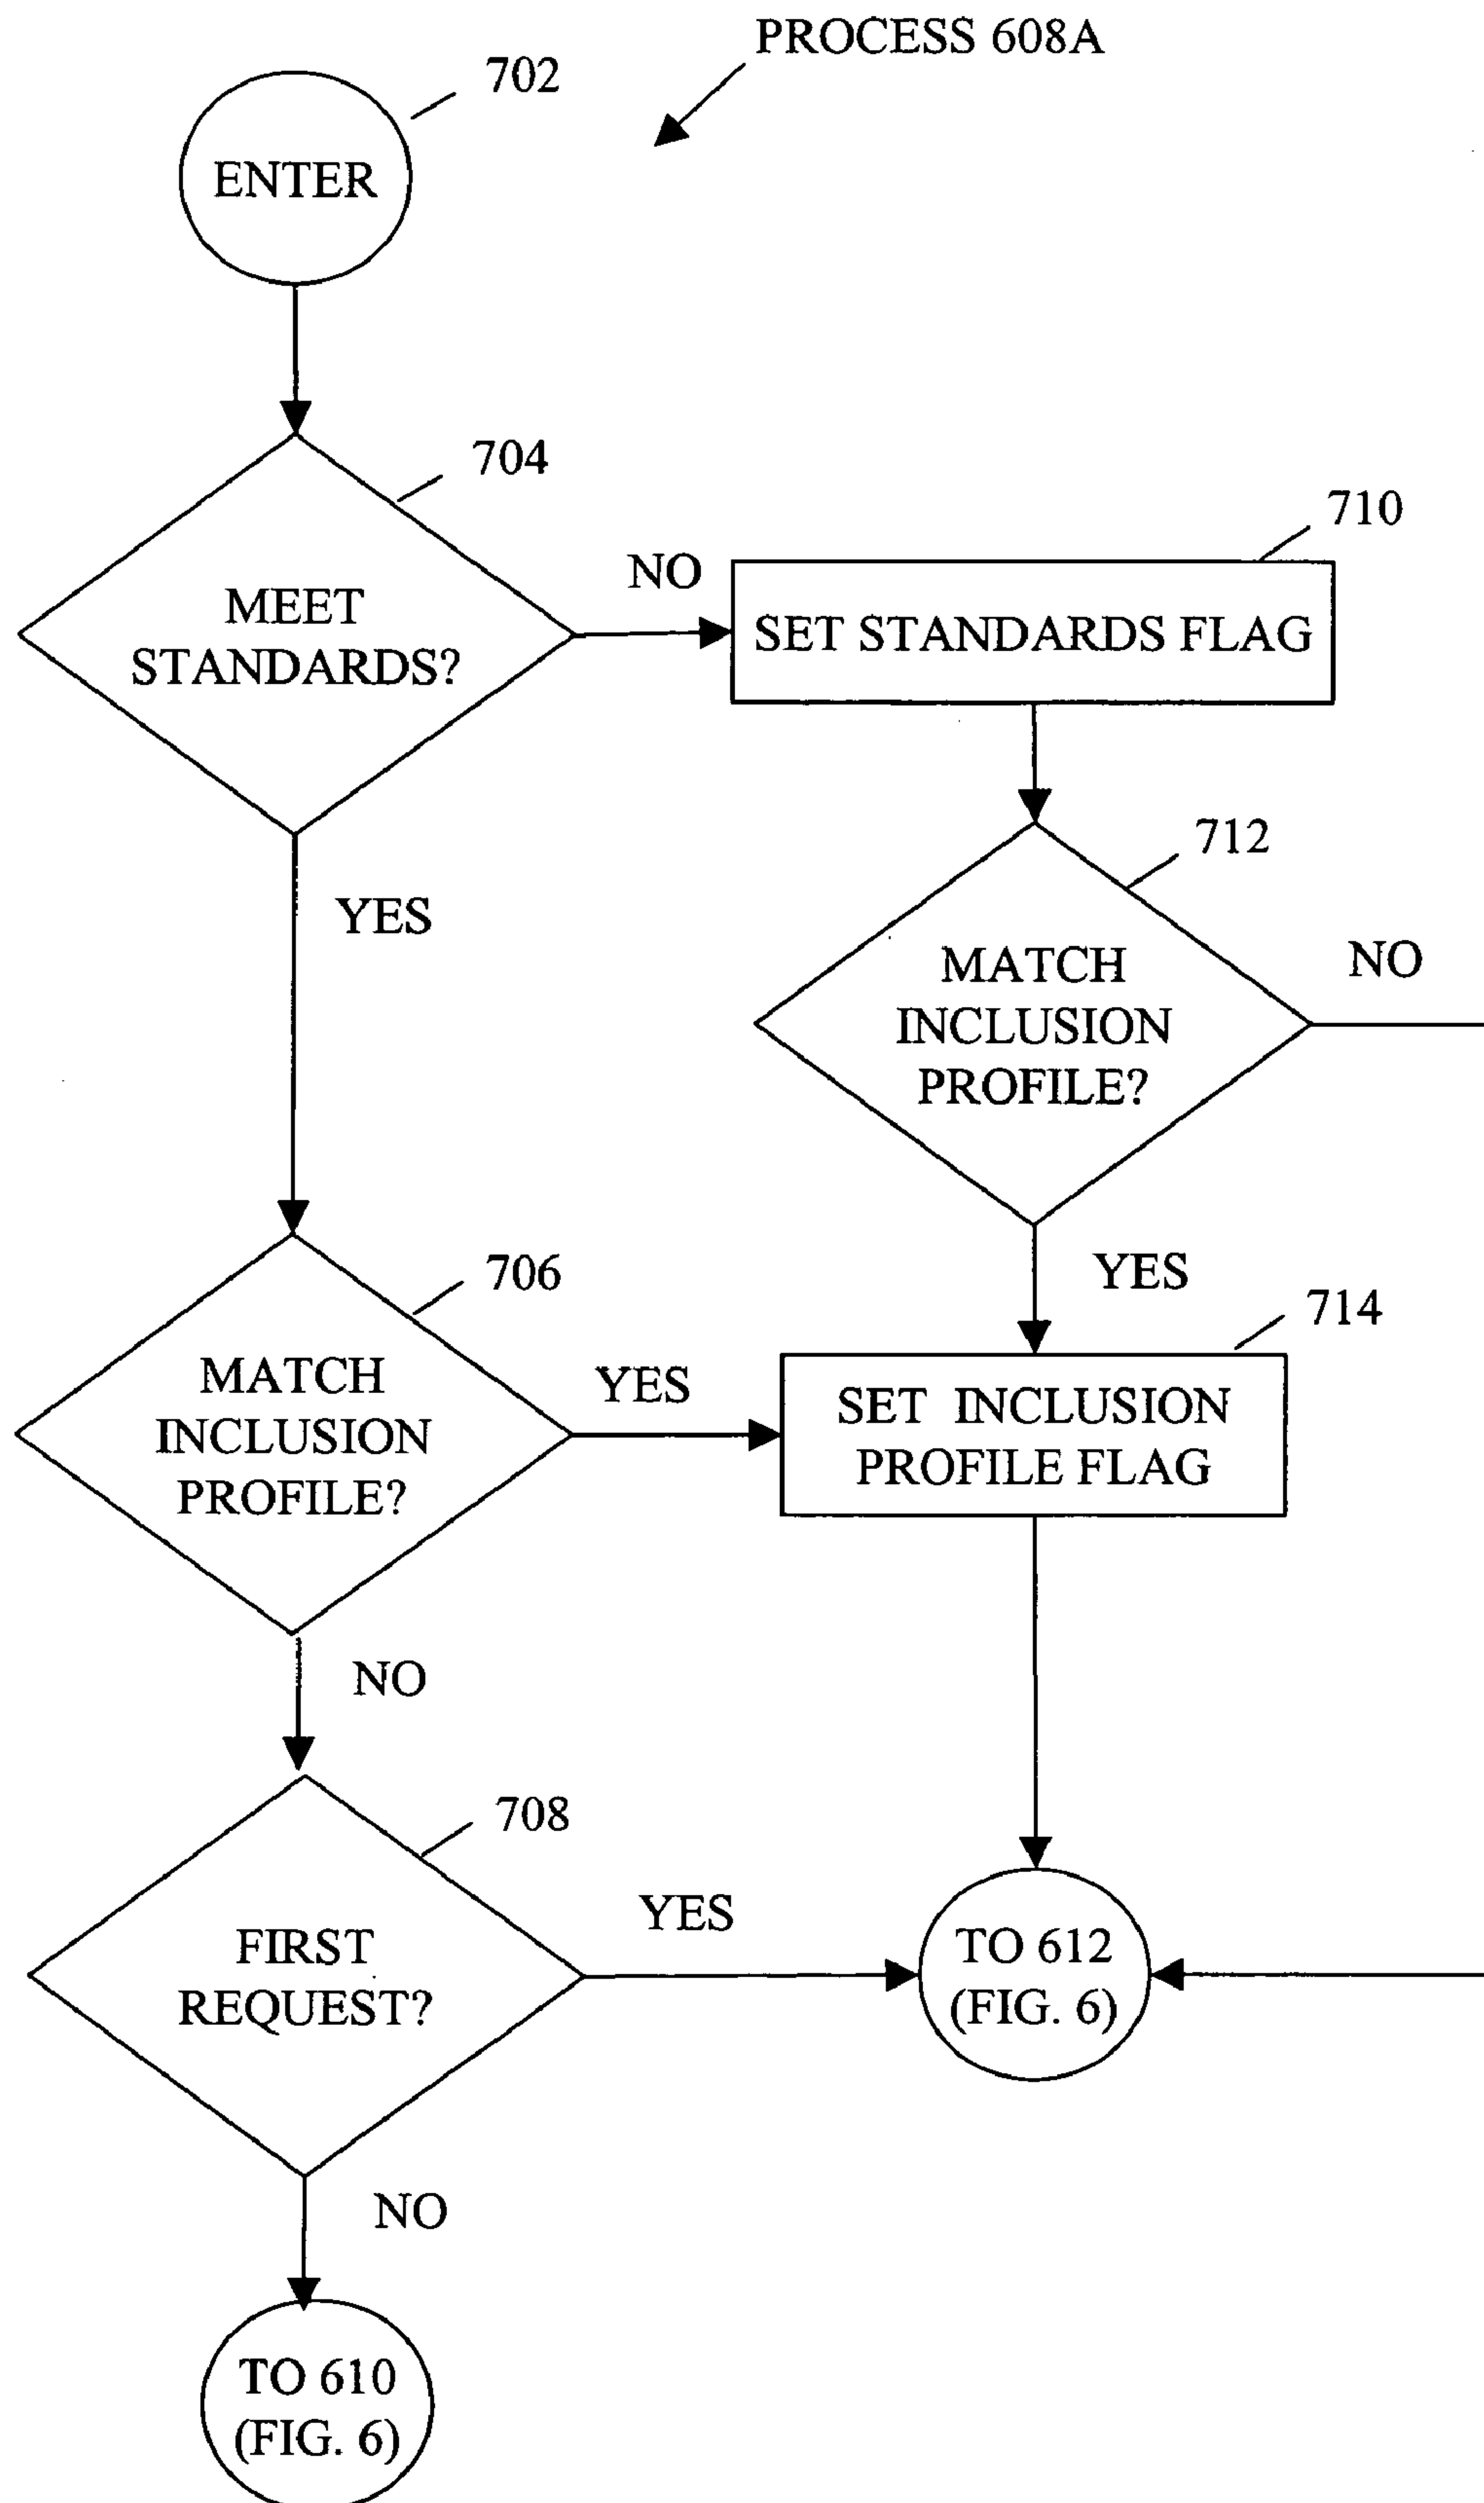 PROCESS 608A
702
ENTER
704
MEET
STANDARDS?
NO
710
SET STANDARDS FLAG
YES
712
MATCH
INCLUSION
PROFILE?
NO
YES
706
MATCH
INCLUSION
PROFILE?
YES
714
SET INCLUSION
PROFILE FLAG
NO
708
FIRST
REQUEST?
YES
TO 612
(FIG. 6)
NO
TO 610
(FIG. 6)